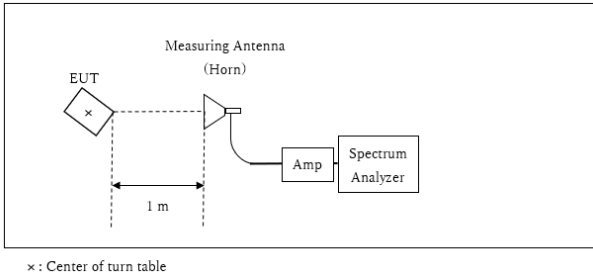 Measuring Antenna
(Horn)
EUT
×
Amp
Spectrum
Analyzer
1 m
× : Center of turn table